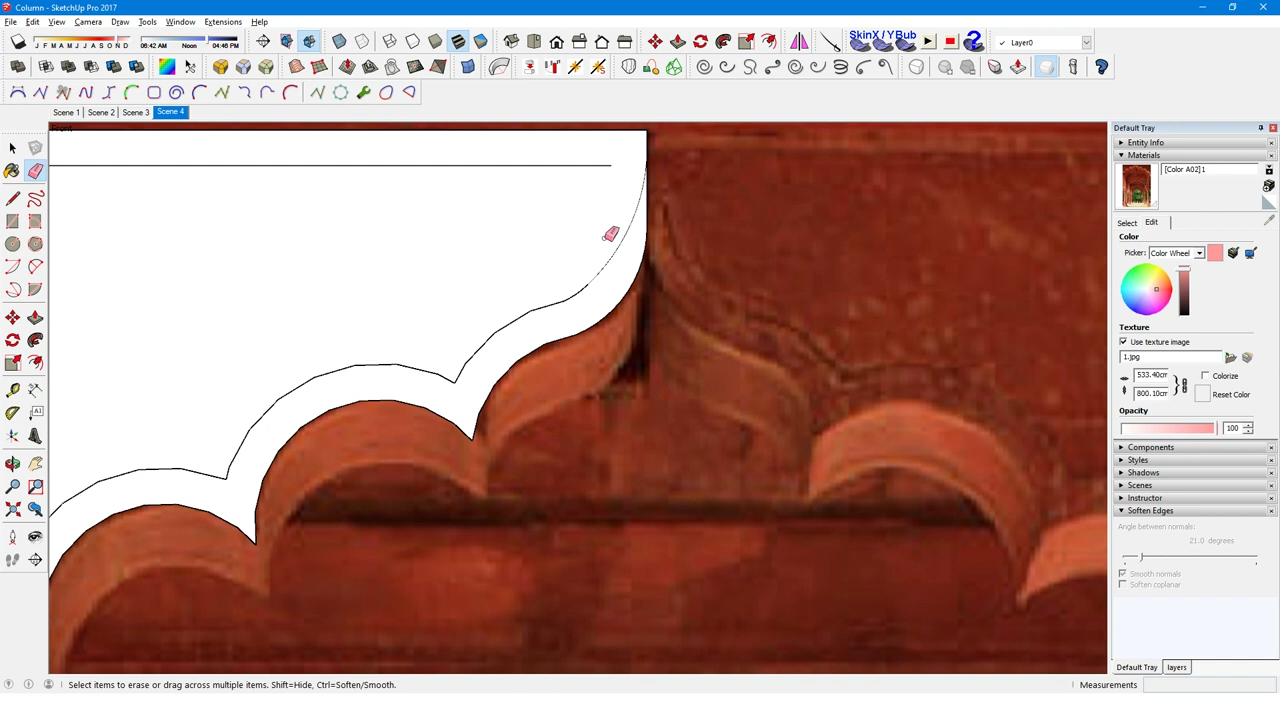 Column - SketchUp Pro 2017
File Edit View Camera Draw Tools Window Extensions Help
J F M A M J J A S O N D 06:42 AM Noon 04:46 PM
SkinX / YBub
Layer0
Scene 1 Scene 2 Scene 3 Scene 4
Front
Default Tray
Entity Info
Materials
[Color A02]1
Select Edit
Color
Picker: Color Wheel
Texture
Use texture image
1.jpg
533.40cm
Colorize
800.10cm
Reset Color
Opacity
100
Components
Styles
Shadows
Scenes
Instructor
Soften Edges
Angle between normals:
21.0 degrees
Smooth normals
Soften coplanar
Default Tray layers
Select items to erase or drag across multiple items. Shift=Hide, Ctrl=Soften/Smooth.
Measurements